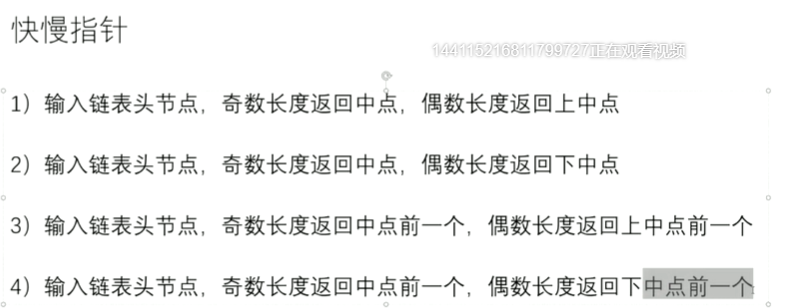 快慢指针
144115216811799727正在观看视频
1）输入链表头节点，奇数长度返回中点，偶数长度返回上中点
2）输入链表头节点，奇数长度返回中点，偶数长度返回下中点
3）输入链表头节点，奇数长度返回中点前一个，偶数长度返回上中点前一个
4）输入链表头节点，奇数长度返回中点前一个，偶数长度返回下中点前一个